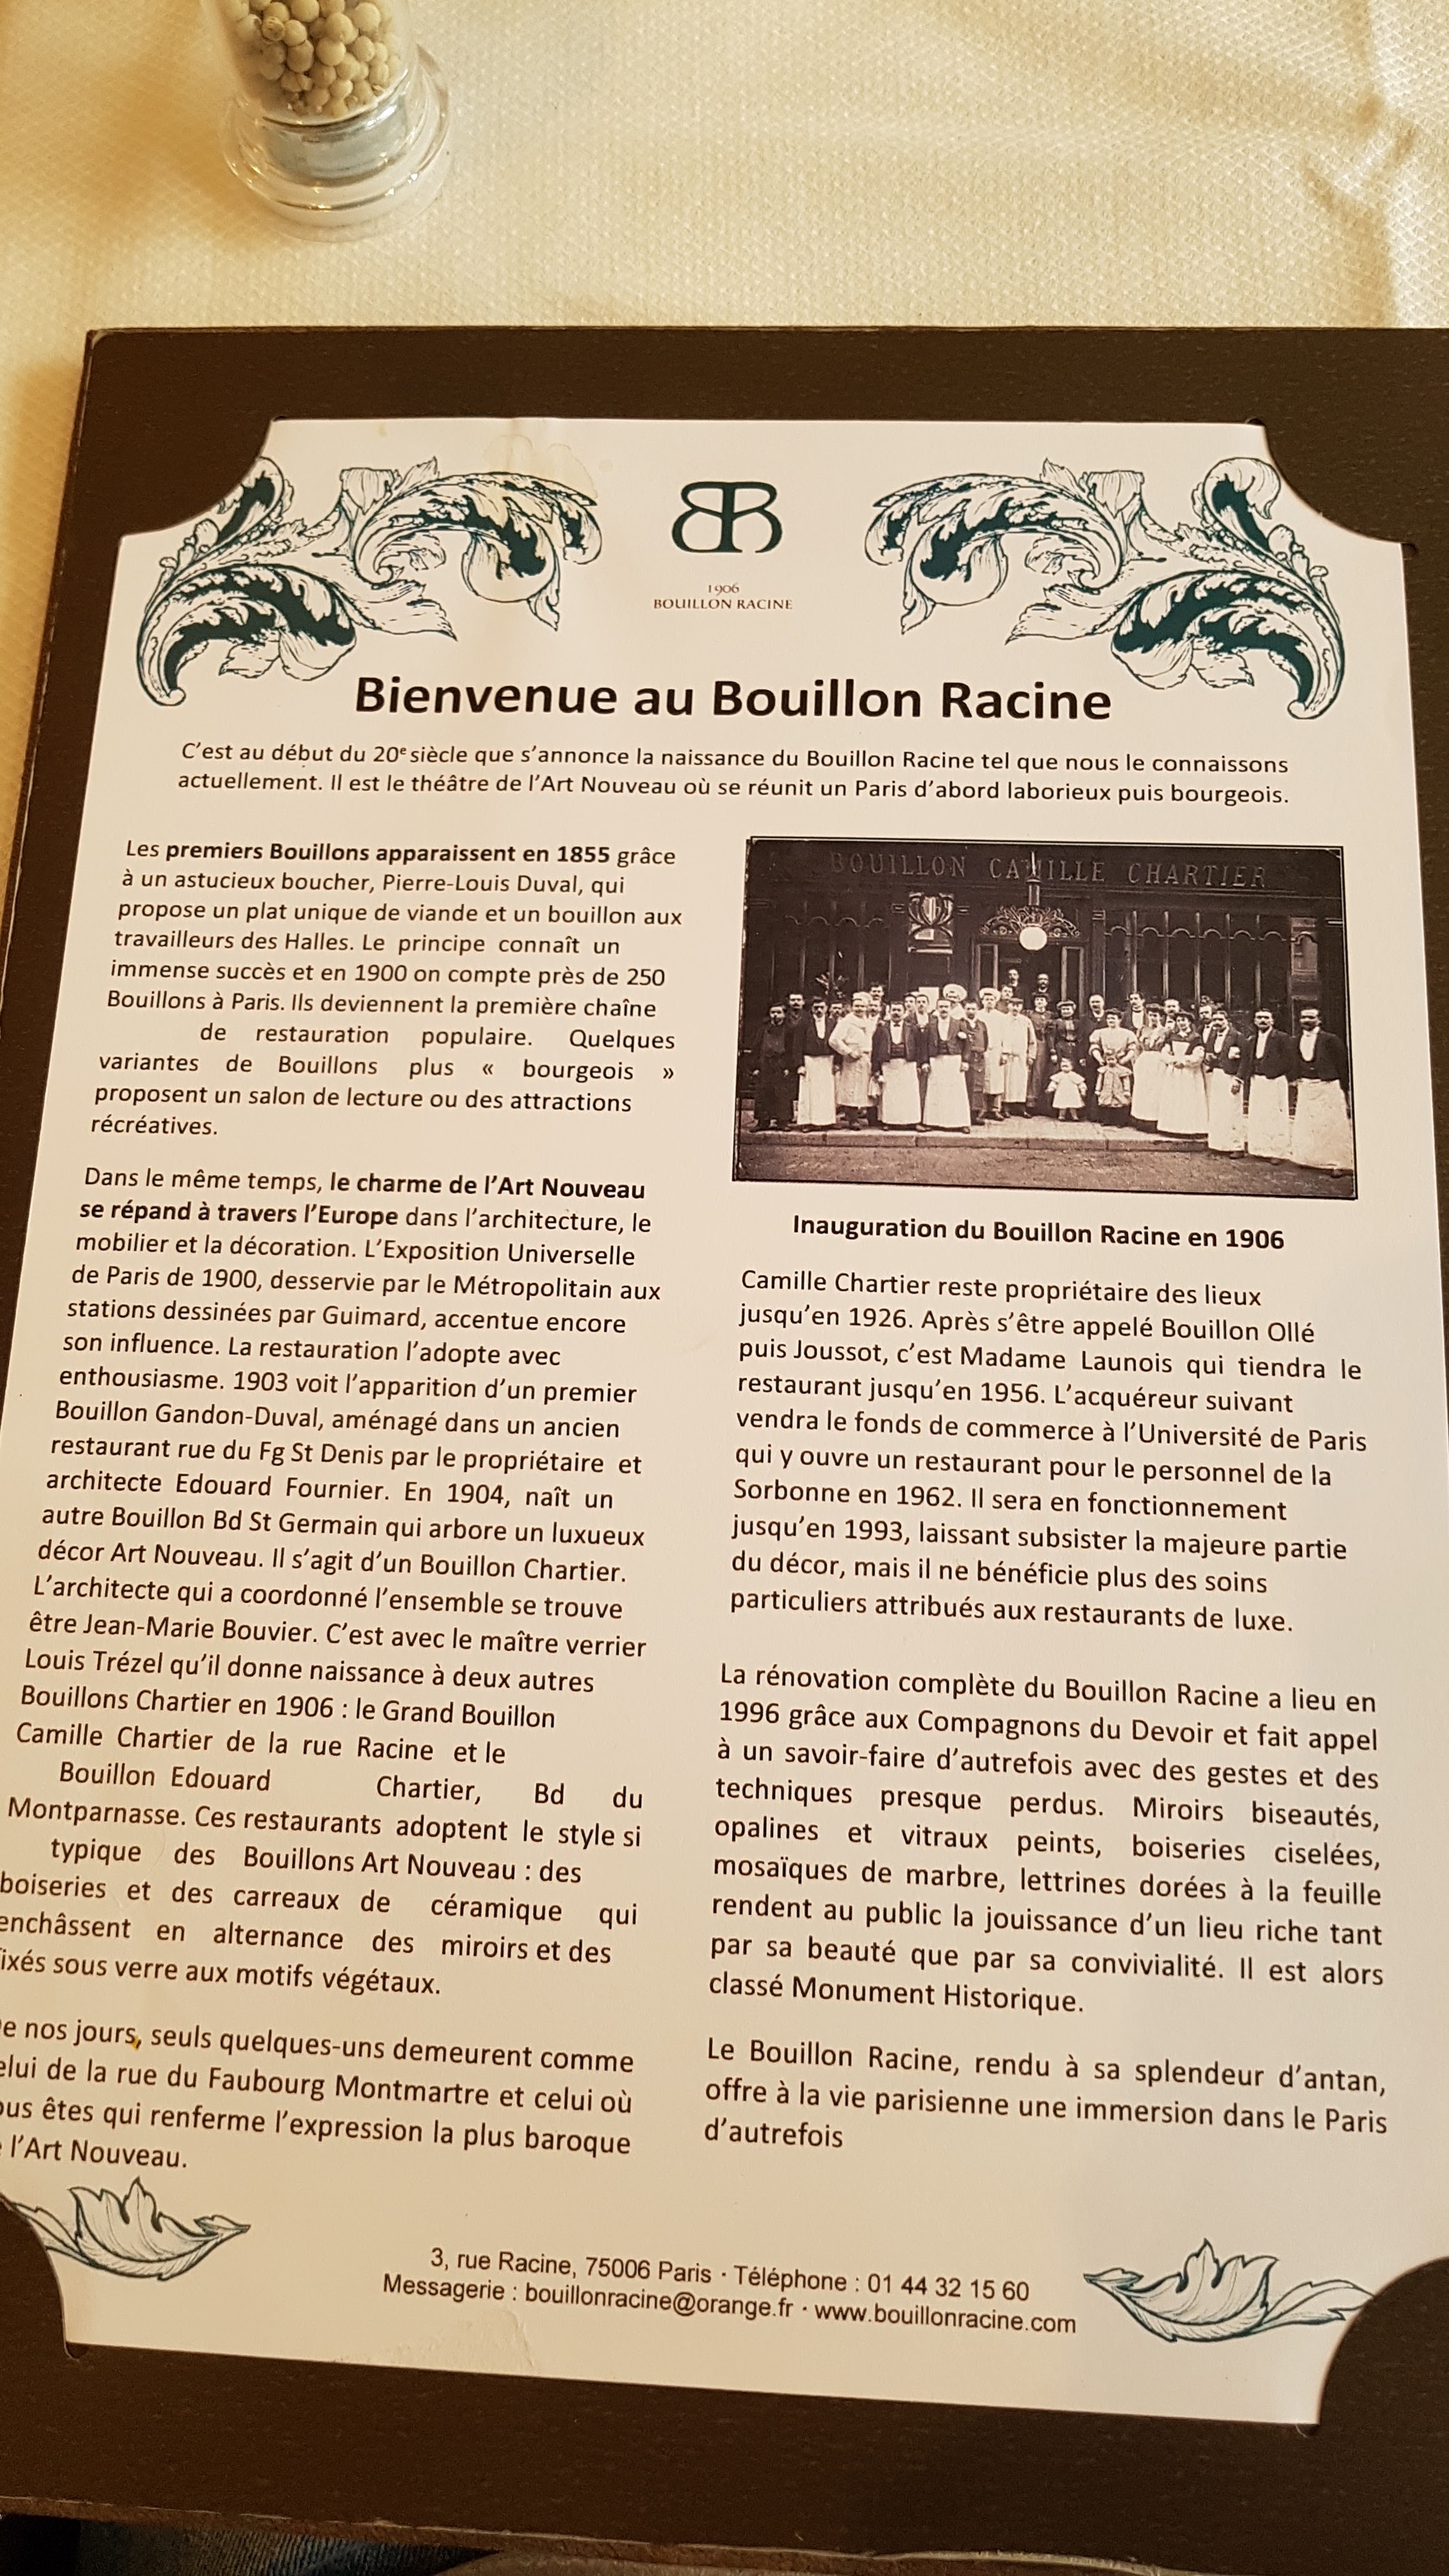 BB
1906
BOUILLON RACINE
Bienvenue au Bouillon Racine
C'est au début du 20e siècle que s'annonce la naissance du Bouillon Racine tel que nous le connaissons
actuellement. Il est le théâtre de l'Art Nouveau où se réunit un Paris d'abord laborieux puis bourgeois.
Les premiers Bouillons apparaissent en 1855 grâce
à un astucieux boucher, Pierre-Louis Duval, qui
propose un plat unique de viande et un bouillon aux
travailleurs des Halles. Le principe connaît un
immense succès et en 1900 on compte près de 250
Bouillons à Paris. Ils deviennent la première chaîne
de restauration populaire. Quelques
variantes de Bouillons plus « bourgeois »
proposent un salon de lecture ou des attractions
récréatives.
Dans le même temps, le charme de l'Art Nouveau
se répand à travers l'Europe dans l'architecture, le
mobilier et la décoration. L'Exposition Universelle
de Paris de 1900, desservie par le Métropolitain aux
stations dessinées par Guimard, accentue encore
son influence. La restauration l'adopte avec
enthousiasme. 1903 voit l'apparition d'un premier
Bouillon Gandon-Duval, aménagé dans un ancien
restaurant rue du Fg St Denis par le propriétaire et
architecte Edouard Fournier. En 1904, naît un
autre Bouillon Bd St Germain qui arbore un luxueux
décor Art Nouveau. Il s'agit d'un Bouillon Chartier.
L'architecte qui a coordonné l'ensemble se trouve
être Jean-Marie Bouvier. C'est avec le maître verrier
Louis Trézel qu'il donne naissance à deux autres
Bouillons Chartier en 1906 : le Grand Bouillon
Camille Chartier de la rue Racine et le
Bouillon Edouard Chartier, Bd du
Montparnasse. Ces restaurants adoptent le style si
typique des Bouillons Art Nouveau : des
boiseries et des carreaux de céramique qui
enchâssent en alternance des miroirs et des
ixés sous verre aux motifs végétaux.
e nos jours, seuls quelques-uns demeurent comme
elui de la rue du Faubourg Montmartre et celui où
ous êtes qui renferme l'expression la plus baroque
l'Art Nouveau.
BOUILLON CAMILLE CHARTIER
Inauguration du Bouillon Racine en 1906
Camille Chartier reste propriétaire des lieux
jusqu'en 1926. Après s'être appelé Bouillon Ollé
puis Joussot, c'est Madame Launois qui tiendra le
restaurant jusqu'en 1956. L'acquéreur suivant
vendra le fonds de commerce à l'Université de Paris
qui y ouvre un restaurant pour le personnel de la
Sorbonne en 1962. Il sera en fonctionnement
jusqu'en 1993, laissant subsister la majeure partie
du décor, mais il ne bénéficie plus des soins
particuliers attribués aux restaurants de luxe.
La rénovation complète du Bouillon Racine a lieu en
1996 grâce aux Compagnons du Devoir et fait appel
à un savoir-faire d'autrefois avec des gestes et des
techniques presque perdus. Miroirs biseautés,
opalines et vitraux peints, boiseries ciselées,
mosaïques de marbre, lettrines dorées à la feuille
rendent au public la jouissance d'un lieu riche tant
par sa beauté que par sa convivialité. Il est alors
classé Monument Historique.
Le Bouillon Racine, rendu à sa splendeur d'antan,
offre à la vie parisienne une immersion dans le Paris
d'autrefois
3, rue Racine, 75006 Paris · Téléphone : 01 44 32 15 60
Messagerie : bouillonracine@orange.fr · www.bouillonracine.com